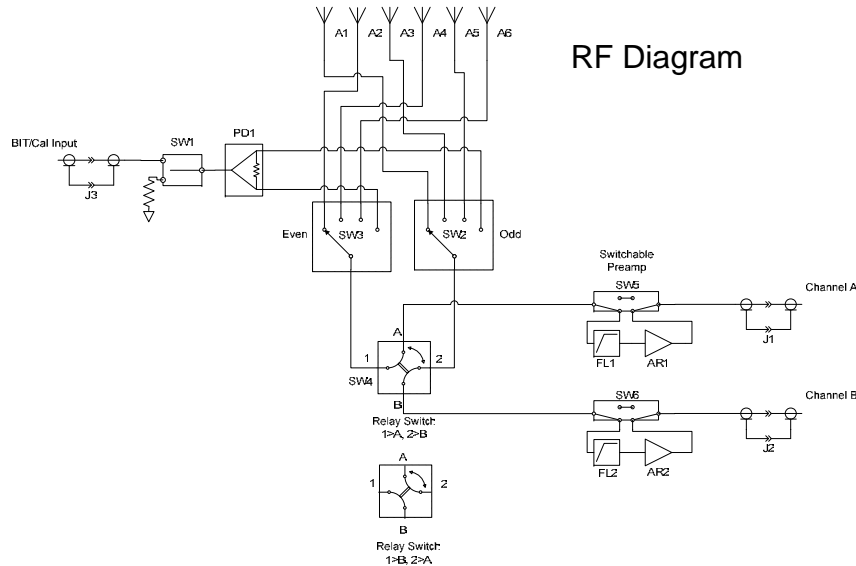 A1 A2 A3 A4 A5 A6
RF Diagram
BIT/Cal Input
SW1
PD1
J3
Even
SW3
SW2
Odd
Switchable
Preamp
SW5
Channel A
J1
FL1
AR1
A
1
2
SW4
B
Relay Switch
1>A, 2>B
SW6
Channel B
J2
FL2
AR2
A
1
2
B
Relay Switch
1>B, 2>A